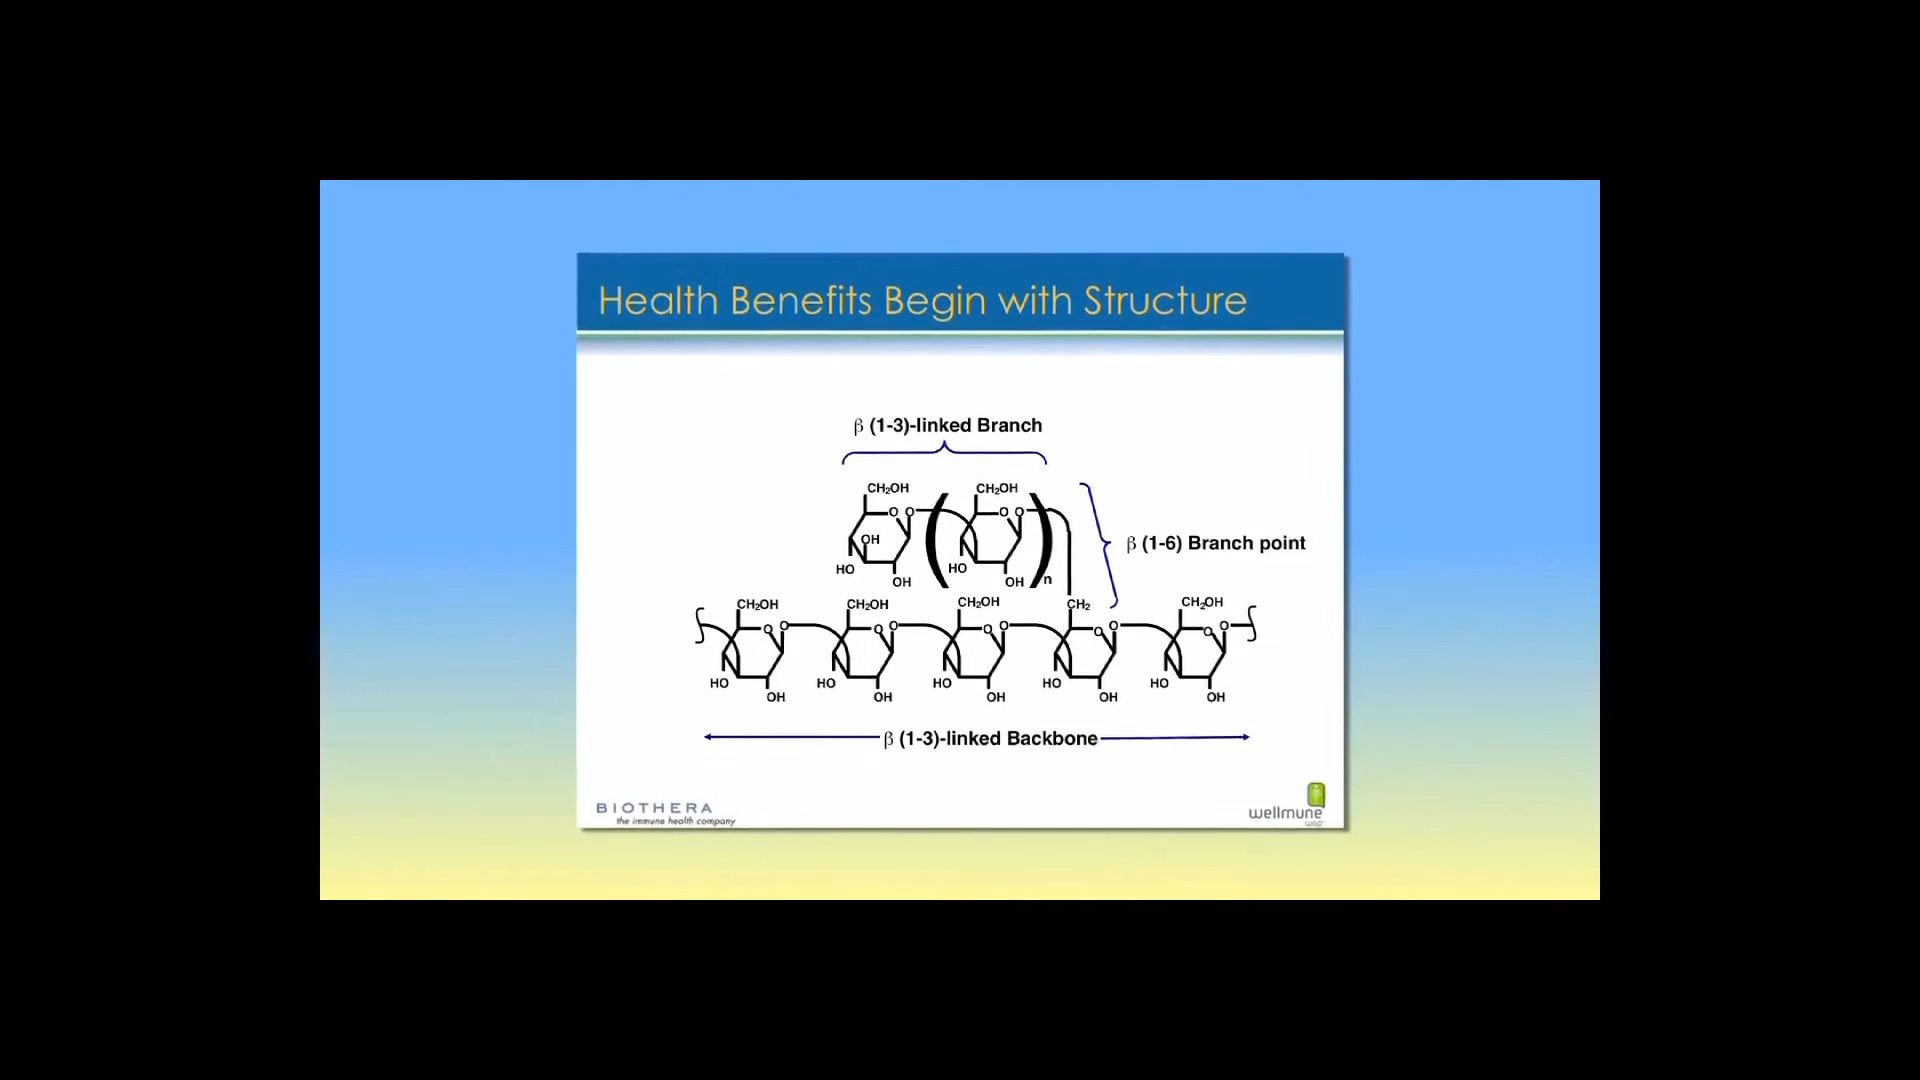 Health Benefits Begin with Structure
β (1-3)-linked Branch
CH₂OH CH₂OH
O O O O
OH
HO OH HO OH n
β (1-6) Branch point
CH₂OH CH₂OH CH₂OH CH₂ CH₂OH
O O O O O O O O O O
HO OH HO OH HO OH HO OH HO OH
β (1-3)-linked Backbone
BIOTHERA
the immune health company
wellmune
wgp